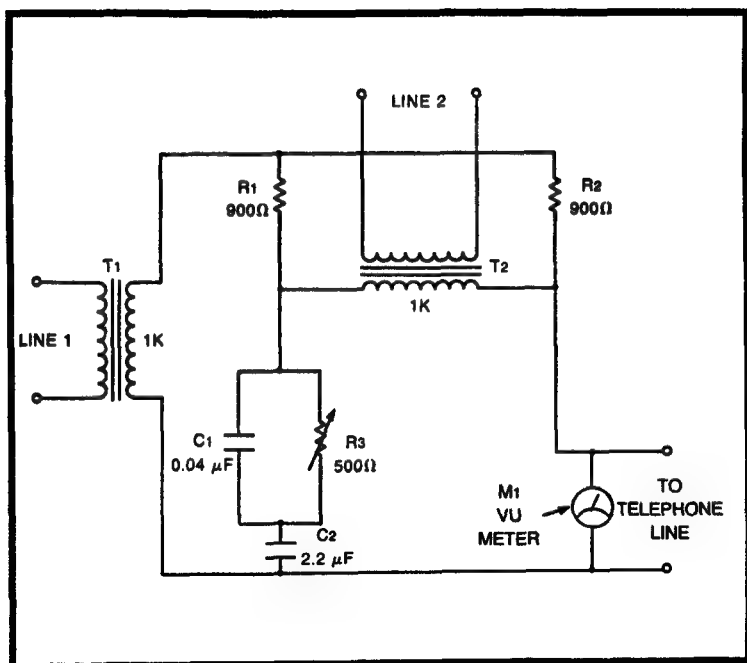 LINE 2
R1
900Ω
R2
900Ω
T1
T2
1K
LINE 1
1K
C1
0.04 µF
R3
500Ω
M1
VU
METER
TO
TELEPHONE
LINE
C2
2.2 µF